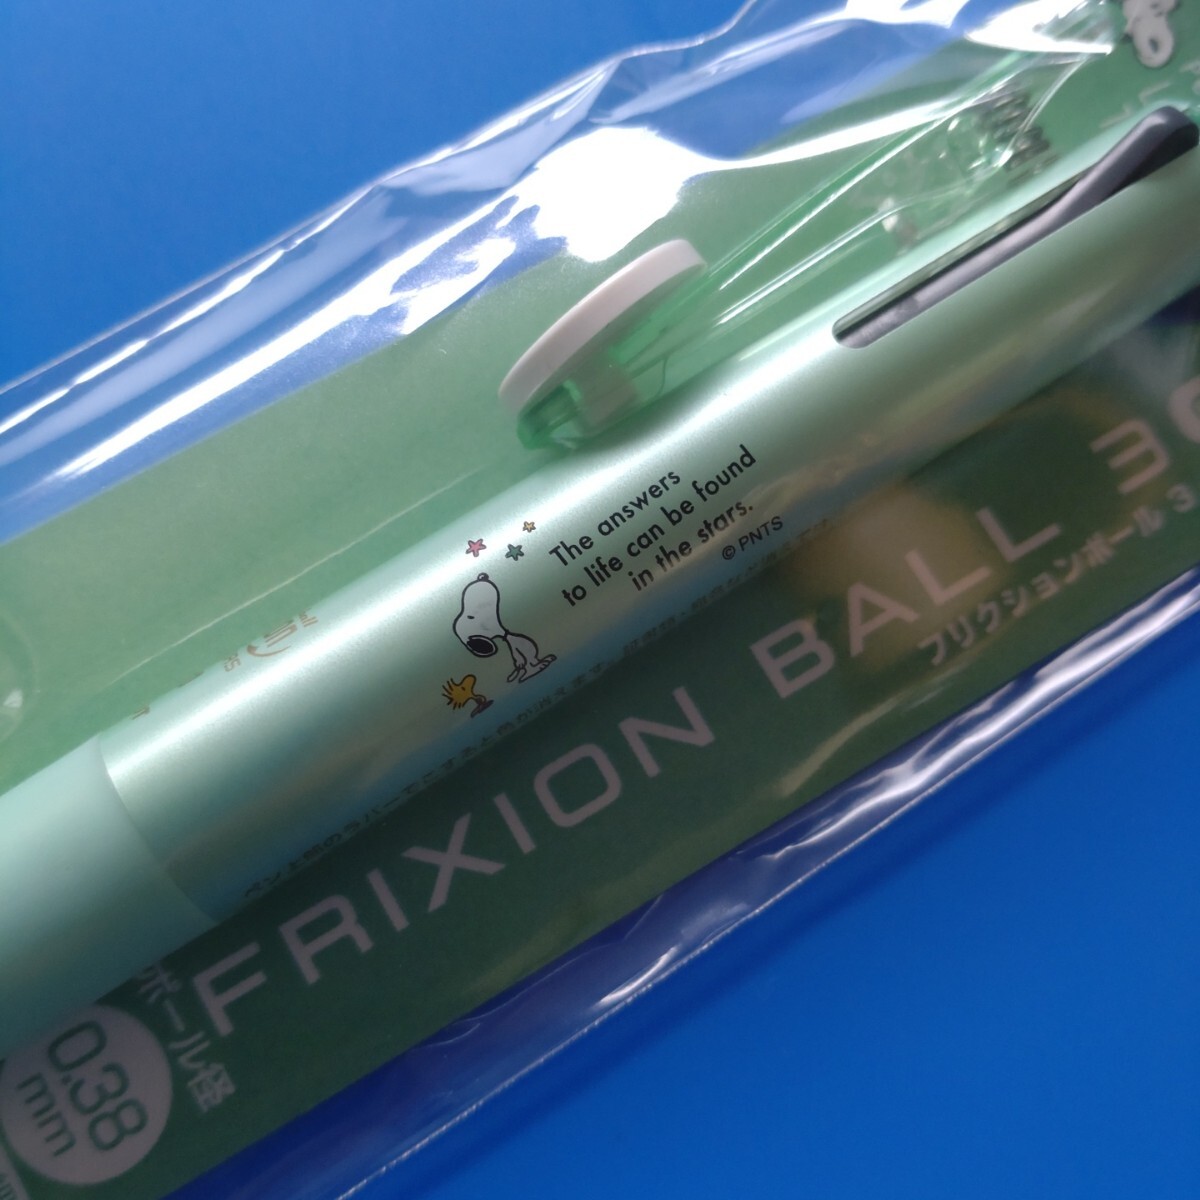 The answers
to life can be found
in the stars.
© PNTS
FRIXION BALL 3
フリクションボール 3
ボール径
0.38
mm